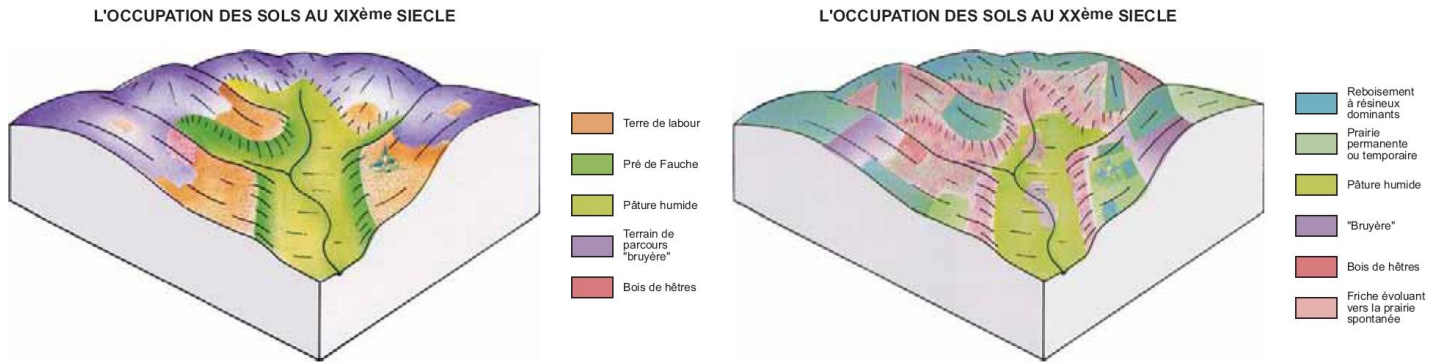 L'OCCUPATION DES SOLS AU XIXème SIECLE
Terre de labour
Pré de Fauche
Pâture humide
Terrain de
parcours
"bruyère"
Bois de hêtres
L'OCCUPATION DES SOLS AU XXème SIECLE
Reboisement
à résineux
dominants
Prairie
permanente
ou temporaire
Pâture humide
"Bruyère"
Bois de hêtres
Friche évoluant
vers la prairie
spontanée